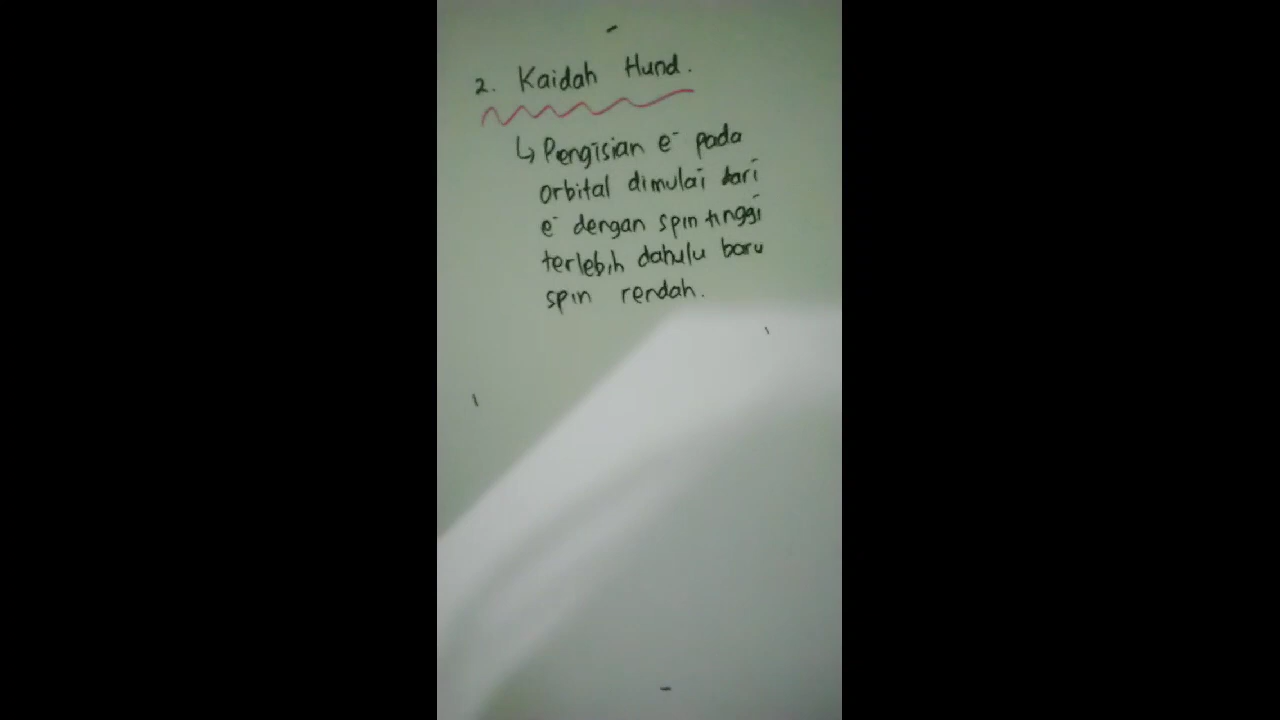 2. Kaidah Hund.
↳ Pengisian e⁻ pada
orbital dimulai dari
e⁻ dengan spin tinggi
terlebih dahulu baru
spin rendah.